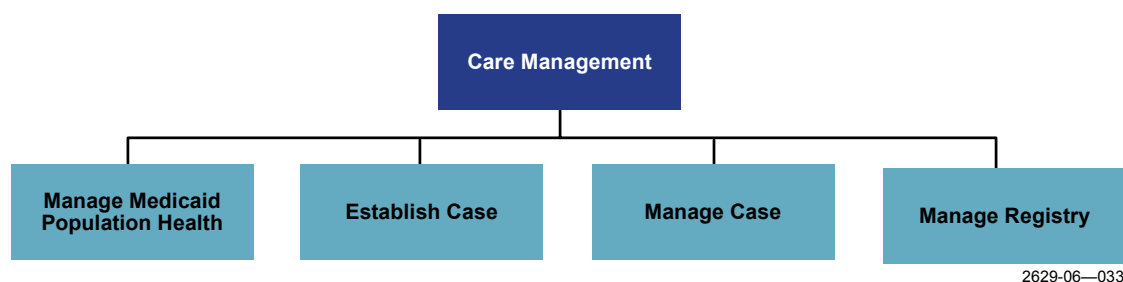 Care Management
Manage Medicaid
Population Health
Establish Case
Manage Case
Manage Registry
2629-06—033